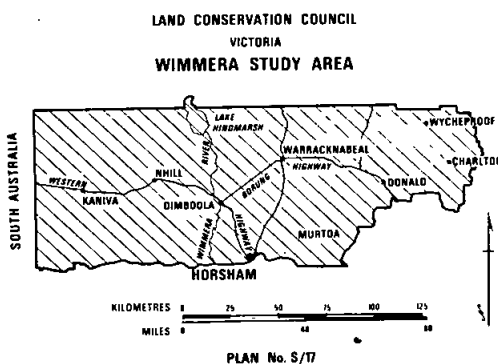 LAND CONSERVATION COUNCIL
VICTORIA
WIMMERA STUDY AREA
LAKE
HINDMARSH
WYCHEPROOF
RIVER
WARRACKNABEAL
CHARLTON
HIGHWAY
NHILL
BORUNG
WESTERN
DONALD
KANIVA
DIMBOOLA
SOUTH AUSTRALIA
WIMMERA
HIGHWAY
MURTOA
HORSHAM
KILOMETRES 0 25 50 75 100 125
MILES 0 40 80
PLAN No. S/17